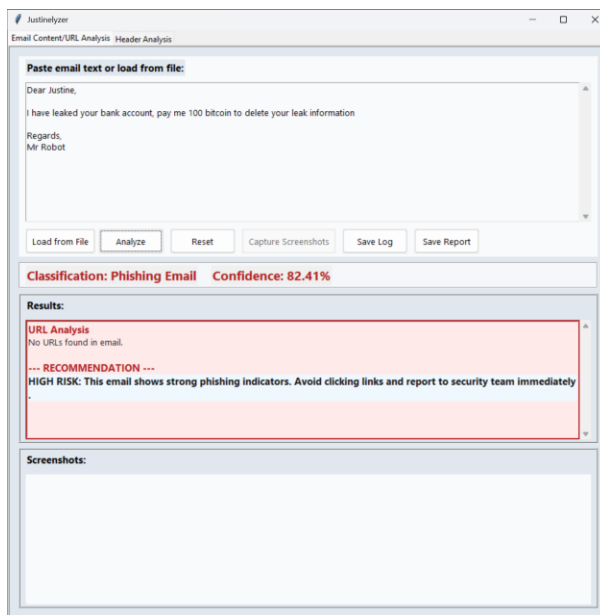 Justinelyzer
Email Content/URL Analysis Header Analysis
Paste email text or load from file:
Dear Justine,
I have leaked your bank account, pay me 100 bitcoin to delete your leak information
Regards,
Mr Robot
Load from File Analyze Reset Capture Screenshots Save Log Save Report
Classification: Phishing Email Confidence: 82.41%
Results:
URL Analysis
No URLs found in email.
--- RECOMMENDATION ---
HIGH RISK: This email shows strong phishing indicators. Avoid clicking links and report to security team immediately
.
Screenshots: